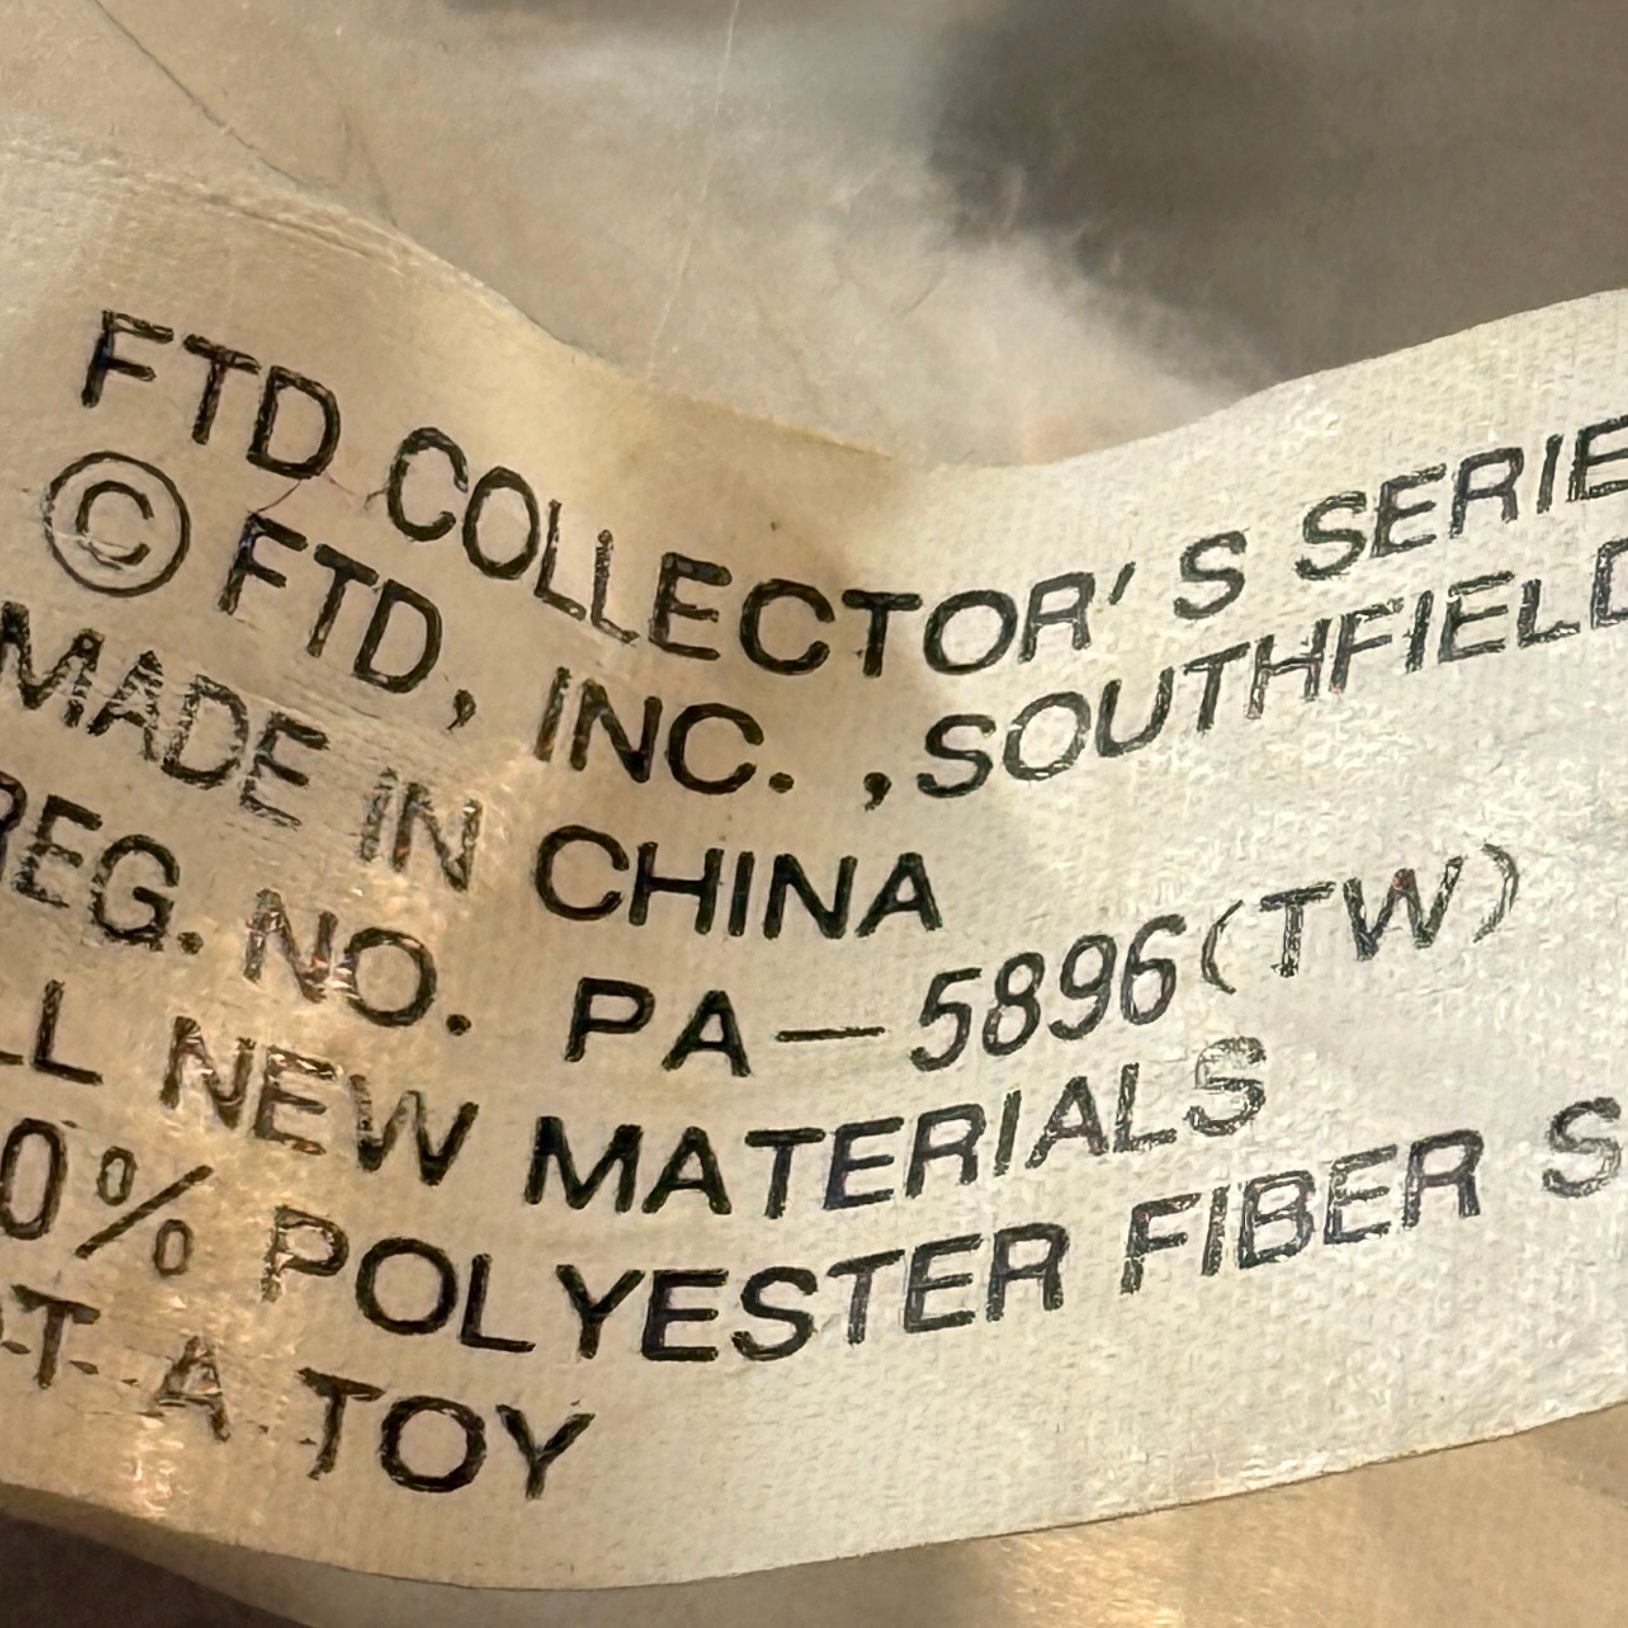 FTD COLLECTOR'S SERIE
© FTD, INC. ,SOUTHFIELD
MADE IN CHINA
REG. NO. PA—5896(TW)
LL NEW MATERIALS
0% POLYESTER FIBER S
OT A TOY